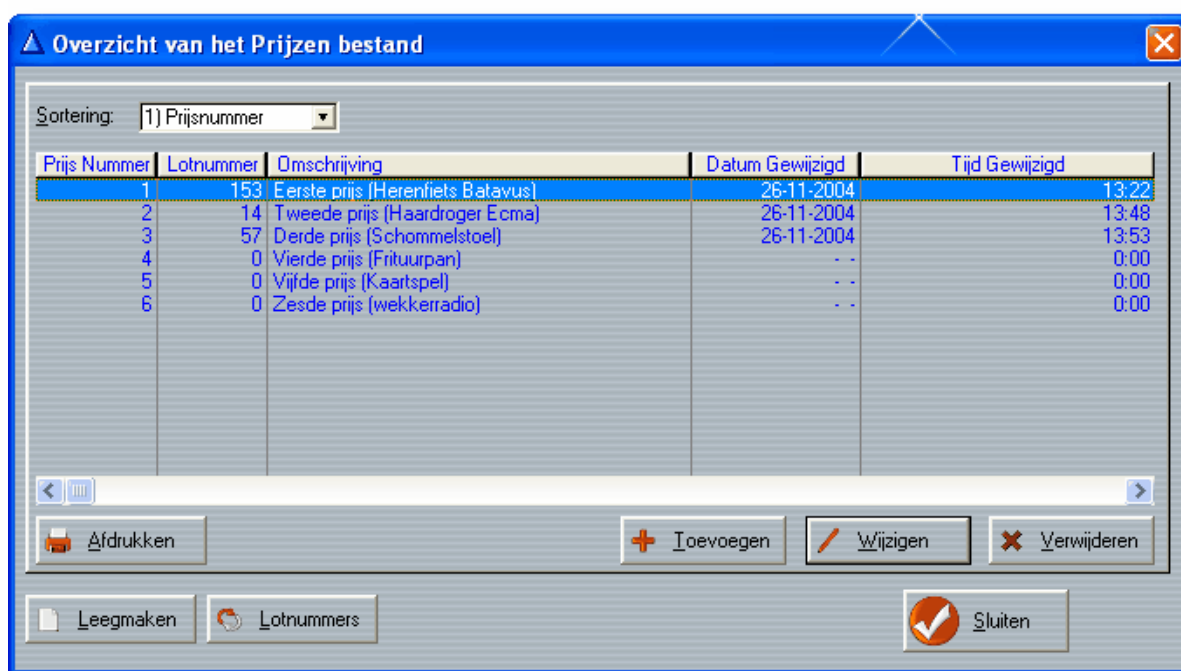 Overzicht van het Prijzen bestand
Sortering: 1) Prijsnummer
Prijs Nummer Lotnummer Omschrijving Datum Gewijzigd Tijd Gewijzigd
1 153 Eerste prijs (Herenfiets Batavus) 26-11-2004 13:22
2 14 Tweede prijs (Haardroger Ecma) 26-11-2004 13:48
3 57 Derde prijs (Schommelstoel) 26-11-2004 13:53
4 0 Vierde prijs (Frituurpan) - - 0:00
5 0 Vijfde prijs (Kaartspel) - - 0:00
6 0 Zesde prijs (wekkerradio) - - 0:00
Afdrukken Toevoegen Wijzigen Verwijderen
Leegmaken Lotnummers Sluiten